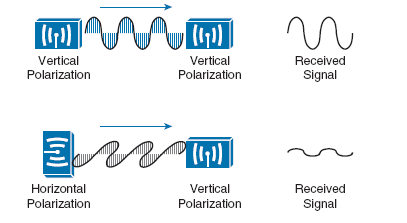 Vertical
Polarization
Vertical
Polarization
Received
Signal
Horizontal
Polarization
Vertical
Polarization
Received
Signal